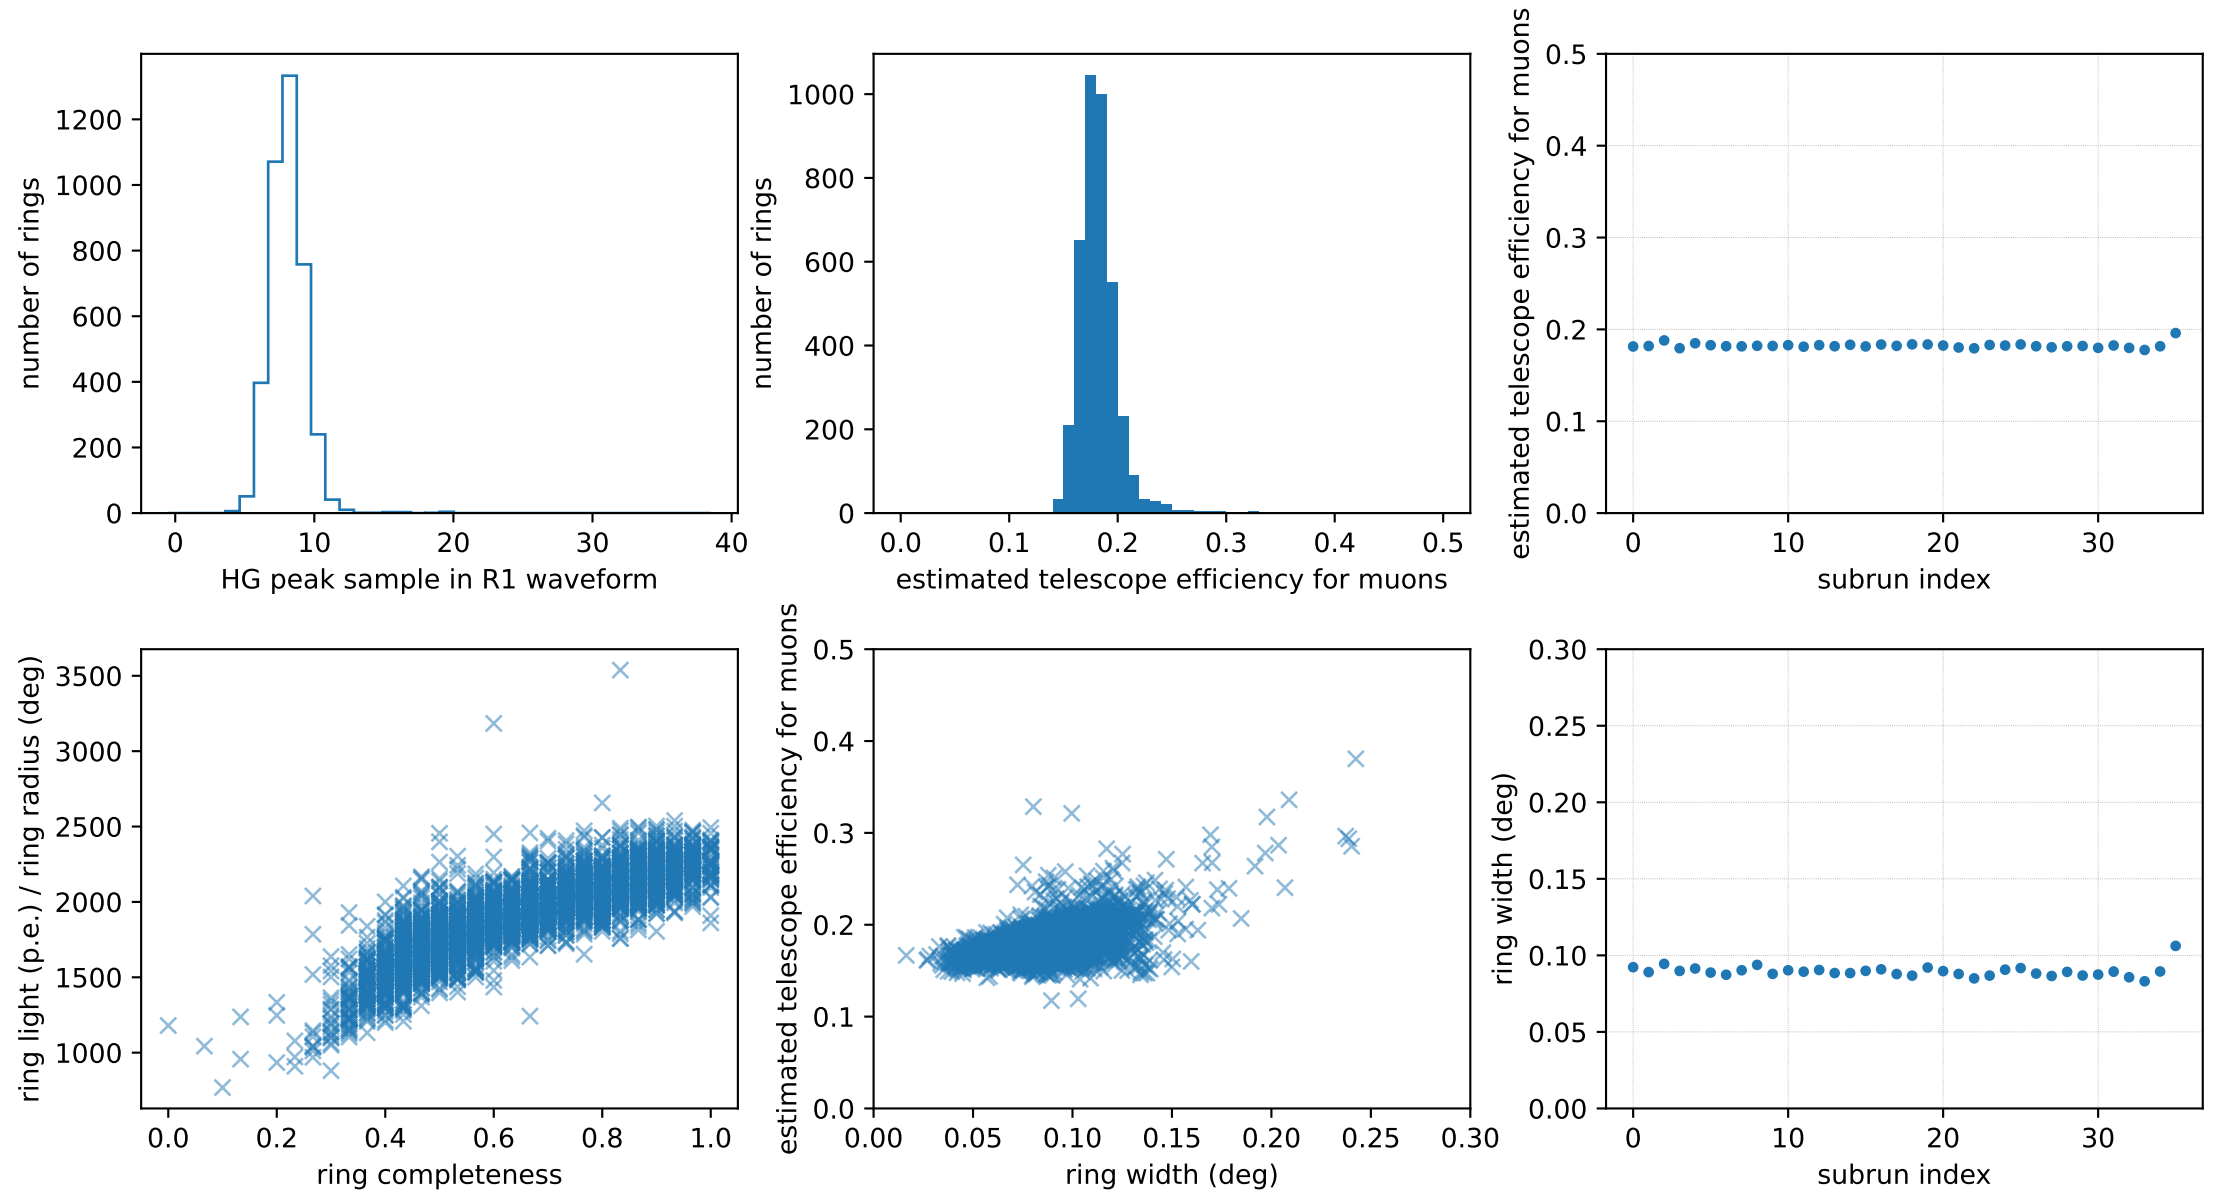 number of rings
1200
1000
800
600
400
200
0
0 10 20 30 40
HG peak sample in R1 waveform
number of rings
1000
800
600
400
200
0
0.0 0.1 0.2 0.3 0.4 0.5
estimated telescope efficiency for muons
estimated telescope efficiency for muons
0.5
0.4
0.3
0.2
0.1
0.0
0 10 20 30
subrun index
ring light (p.e.) / ring radius (deg)
3500
3000
2500
2000
1500
1000
0.0 0.2 0.4 0.6 0.8 1.0
ring completeness
estimated telescope efficiency for muons
0.5
0.4
0.3
0.2
0.1
0.0
0.00 0.05 0.10 0.15 0.20 0.25 0.30
ring width (deg)
ring width (deg)
0.30
0.25
0.20
0.15
0.10
0.05
0.00
0 10 20 30
subrun index